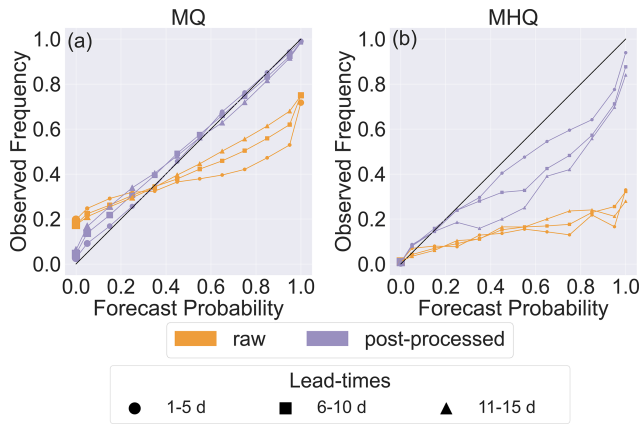 MQ
MHQ
(a)
(b)
Observed Frequency
1.0
0.8
0.6
0.4
0.2
0.0
0.0 0.2 0.4 0.6 0.8 1.0
Forecast Probability
Observed Frequency
1.0
0.8
0.6
0.4
0.2
0.0
0.0 0.2 0.4 0.6 0.8 1.0
Forecast Probability
raw
post-processed
Lead-times
1-5 d
6-10 d
11-15 d